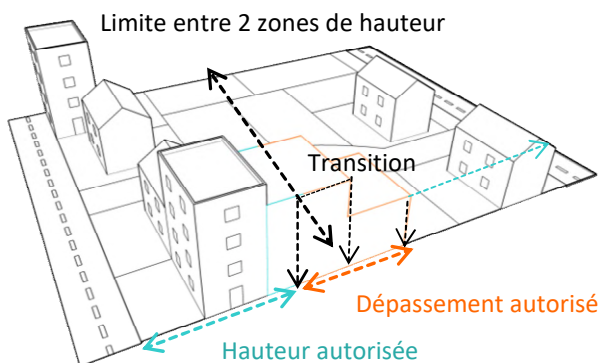 Limite entre 2 zones de hauteur
Transition
Dépassement autorisé
Hauteur autorisée